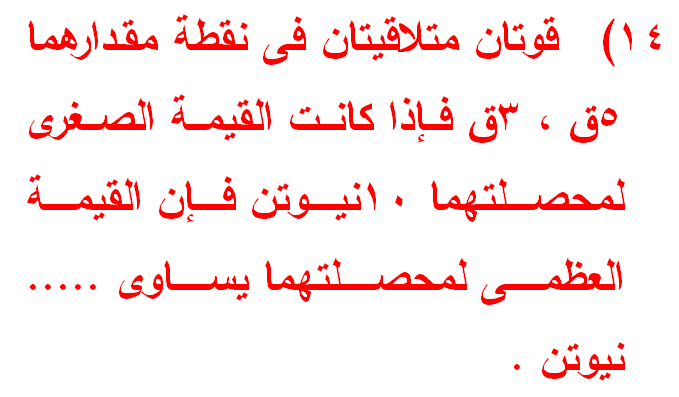 ١٤) قوتان متلاقيتان فى نقطة مقدارهما
٥ق ، ٣ق فإذا كانت القيمة الصغرى
لمحصلتهما ١٠نيوتن فإن القيمة
العظمى لمحصلتهما يساوى .....
نيوتن .